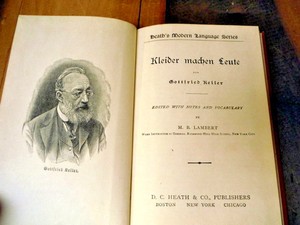 Heath's Modern Language Series
Kleider machen Leute
VON
Gottfried Keller
EDITED WITH NOTES AND VOCABULARY
BY
M. B. LAMBERT
D. C. HEATH & CO., PUBLISHERS
BOSTON NEW YORK CHICAGO
Gottfried Keller.